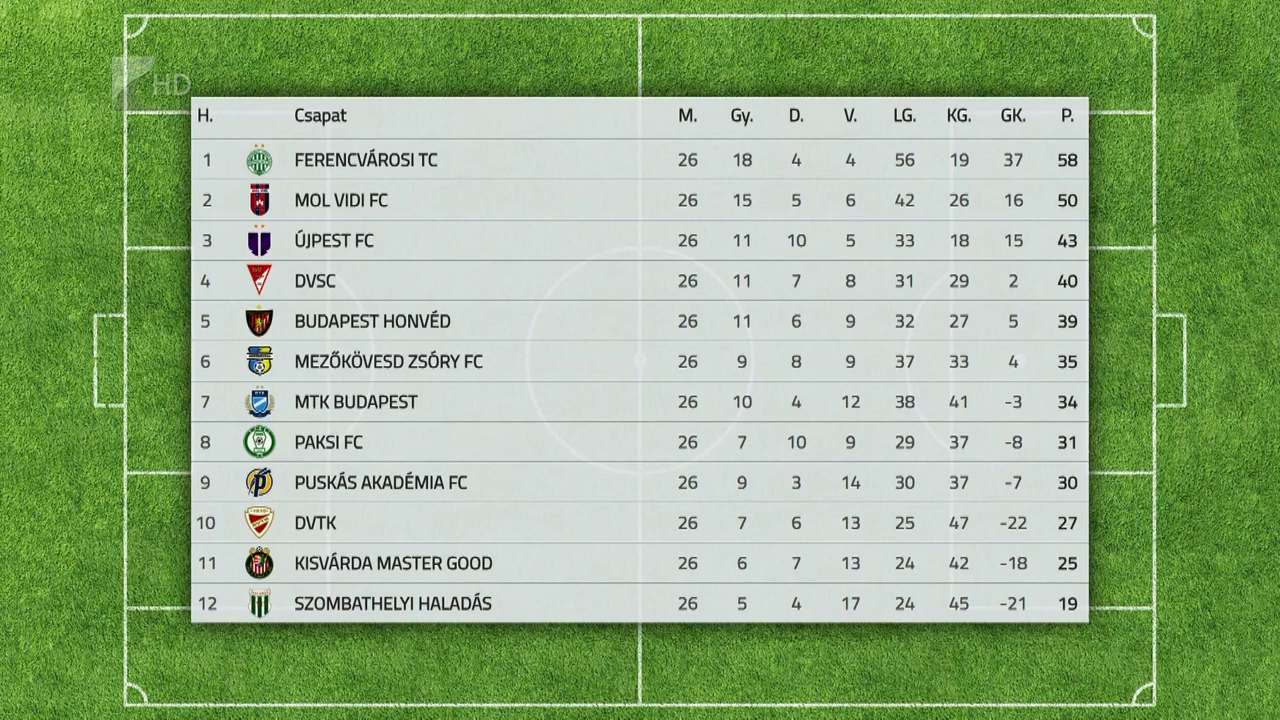 HD
H. Csapat M. Gy. D. V. LG. KG. GK. P.
1 FERENCVÁROSI TC 26 18 4 4 56 19 37 58
2 MOL VIDI FC 26 15 5 6 42 26 16 50
3 ÚJPEST FC 26 11 10 5 33 18 15 43
4 DVSC 26 11 7 8 31 29 2 40
5 BUDAPEST HONVÉD 26 11 6 9 32 27 5 39
6 MEZŐKÖVESD ZSÓRY FC 26 9 8 9 37 33 4 35
7 MTK BUDAPEST 26 10 4 12 38 41 -3 34
8 PAKSI FC 26 7 10 9 29 37 -8 31
9 PUSKÁS AKADÉMIA FC 26 9 3 14 30 37 -7 30
10 DVTK 26 7 6 13 25 47 -22 27
11 KISVÁRDA MASTER GOOD 26 6 7 13 24 42 -18 25
12 SZOMBATHELYI HALADÁS 26 5 4 17 24 45 -21 19